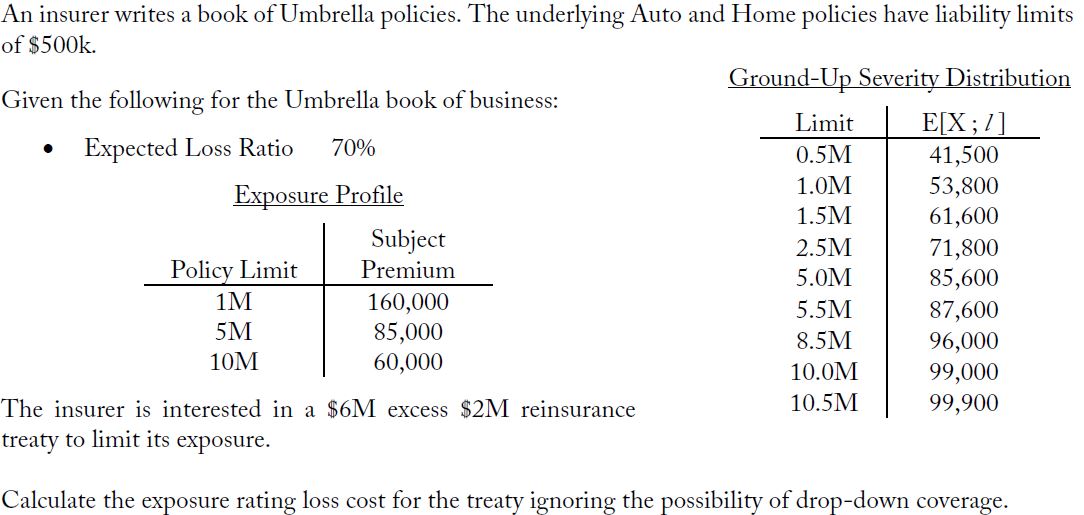 An insurer writes a book of Umbrella policies. The underlying Auto and Home policies have liability limits
of $500k.
Given the following for the Umbrella book of business:
• Expected Loss Ratio 70%
Exposure Profile
Policy Limit Subject Premium
1M 160,000
5M 85,000
10M 60,000
Ground-Up Severity Distribution
Limit E[X ; l ]
0.5M 41,500
1.0M 53,800
1.5M 61,600
2.5M 71,800
5.0M 85,600
5.5M 87,600
8.5M 96,000
10.0M 99,000
10.5M 99,900
The insurer is interested in a $6M excess $2M reinsurance
treaty to limit its exposure.
Calculate the exposure rating loss cost for the treaty ignoring the possibility of drop-down coverage.